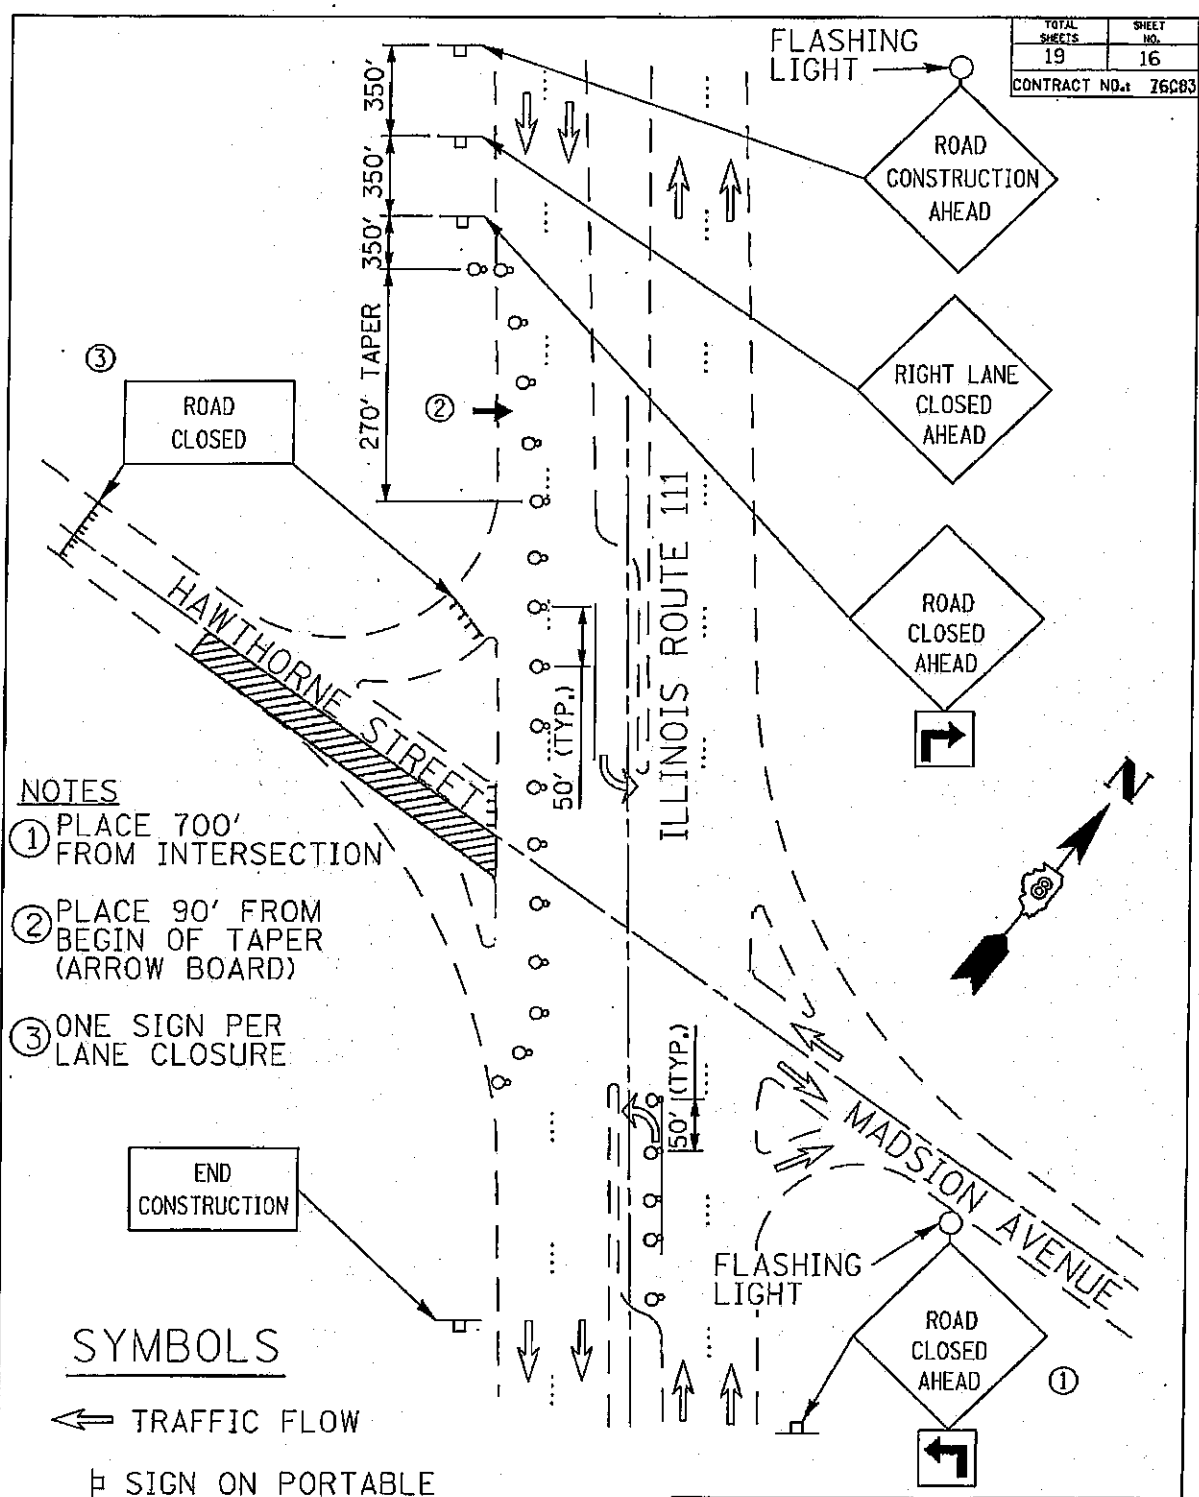 TOTAL SHEETS
SHEET NO.
19
16
CONTRACT NO.: 76C83
FLASHING
LIGHT
ROAD
CONSTRUCTION
AHEAD
350'
350'
350'
270' TAPER
RIGHT LANE
CLOSED
AHEAD
3
ROAD
CLOSED
2
ILLINOIS ROUTE 111
ROAD
CLOSED
AHEAD
HAWTHORNE STREET
50' (TYP.)
N
8
NOTES
1 PLACE 700'
FROM INTERSECTION
2 PLACE 90' FROM
BEGIN OF TAPER
(ARROW BOARD)
3 ONE SIGN PER
LANE CLOSURE
50' (TYP.)
MADSION AVENUE
END
CONSTRUCTION
FLASHING
LIGHT
ROAD
CLOSED
AHEAD
1
SYMBOLS
TRAFFIC FLOW
SIGN ON PORTABLE